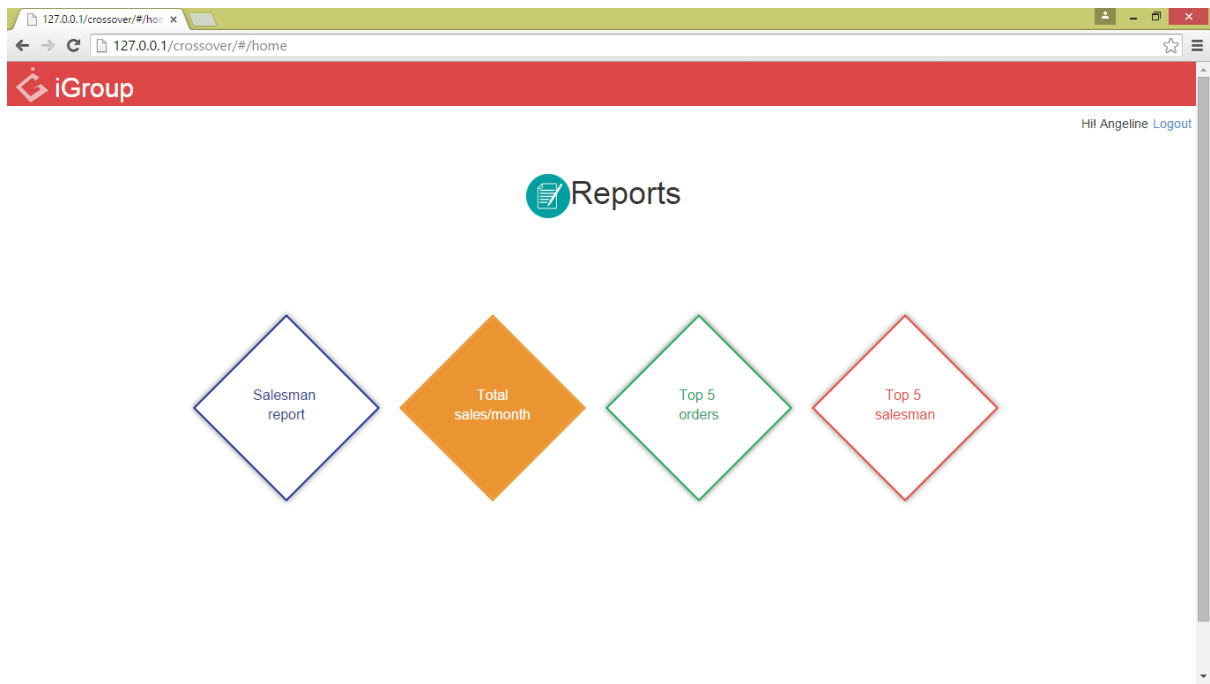 127.0.0.1/crossover/#/hom
127.0.0.1/crossover/#/home
iGroup
Hi! Angeline Logout
Reports
Salesman
report
Total
sales/month
Top 5
orders
Top 5
salesman